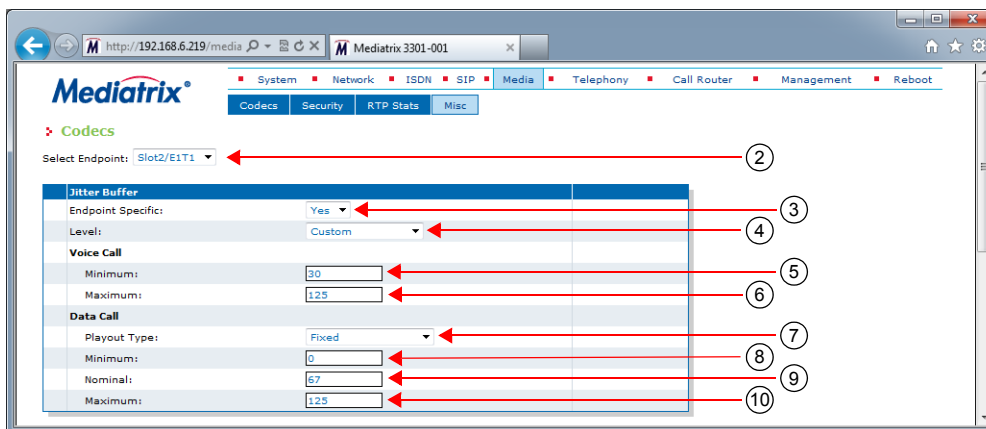 http://192.168.6.219/media
Mediatrix 3301-001
Mediatrix®
System Network ISDN SIP Media Telephony Call Router Management Reboot
Codecs Security RTP Stats Misc
Codecs
Select Endpoint: Slot2/E1T1 2
Jitter Buffer
Endpoint Specific: Yes 3
Level: Custom 4
Voice Call
Minimum: 30 5
Maximum: 125 6
Data Call
Playout Type: Fixed 7
Minimum: 0 8
Nominal: 67 9
Maximum: 125 10